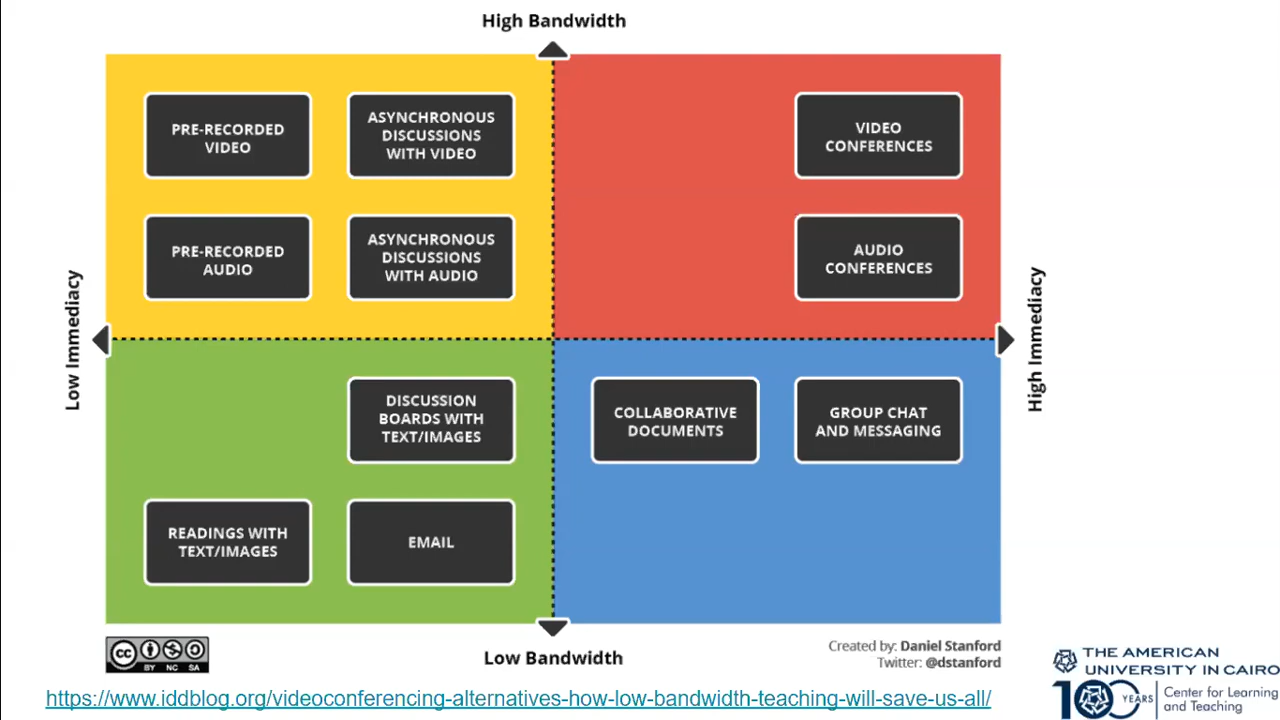 High Bandwidth
PRE-RECORDED
VIDEO
ASYNCHRONOUS
DISCUSSIONS
WITH VIDEO
VIDEO
CONFERENCES
PRE-RECORDED
AUDIO
ASYNCHRONOUS
DISCUSSIONS
WITH AUDIO
AUDIO
CONFERENCES
Low Immediacy
High Immediacy
DISCUSSION
BOARDS WITH
TEXT/IMAGES
COLLABORATIVE
DOCUMENTS
GROUP CHAT
AND MESSAGING
READINGS WITH
TEXT/IMAGES
EMAIL
cc
BY NC SA
Low Bandwidth
Created by: Daniel Stanford
Twitter: @dstanford
https://www.iddblog.org/videoconferencing-alternatives-how-low-bandwidth-teaching-will-save-us-all/
THE AMERICAN
UNIVERSITY IN CAIRO
100 YEARS
Center for Learning
and Teaching